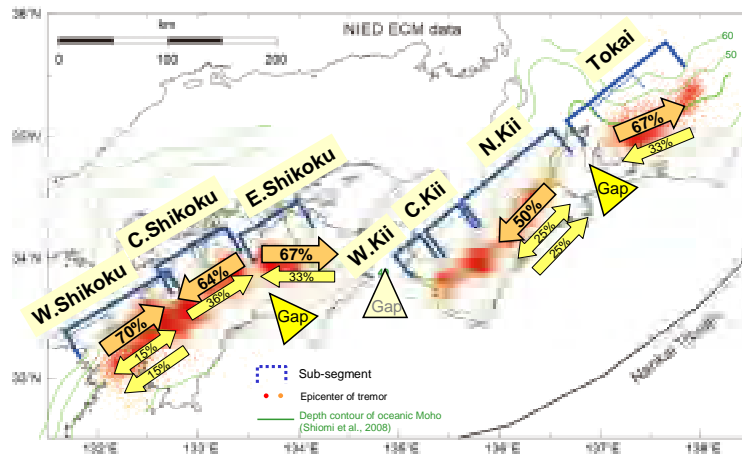 36°N
km
NIED ECM data
0
100
200
Tokai
60
50
N.Kii
67%
33%
35°N
E.Shikoku
C.Kii
Gap
C.Shikoku
50%
W.Kii
25%
25%
34°N
67%
33%
W.Shikoku
64%
36%
Gap
Gap
70%
15%
15%
33°N
Sub-segment
Epicenter of tremor
Depth contour of oceanic Moho
(Shiomi et al., 2008)
Nankai Trough
132°E
133°E
134°E
135°E
136°E
137°E
138°E